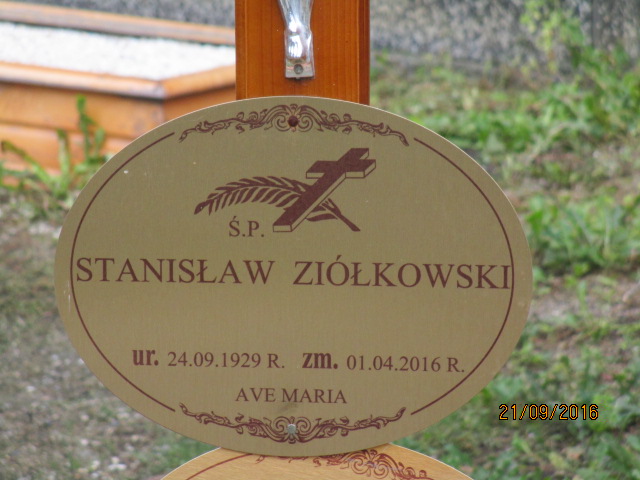 Ś.P.
STANISŁAW ZIÓŁKOWSKI
ur. 24.09.1929 R. zm. 01.04.2016 R.
AVE MARIA
21/09/2016